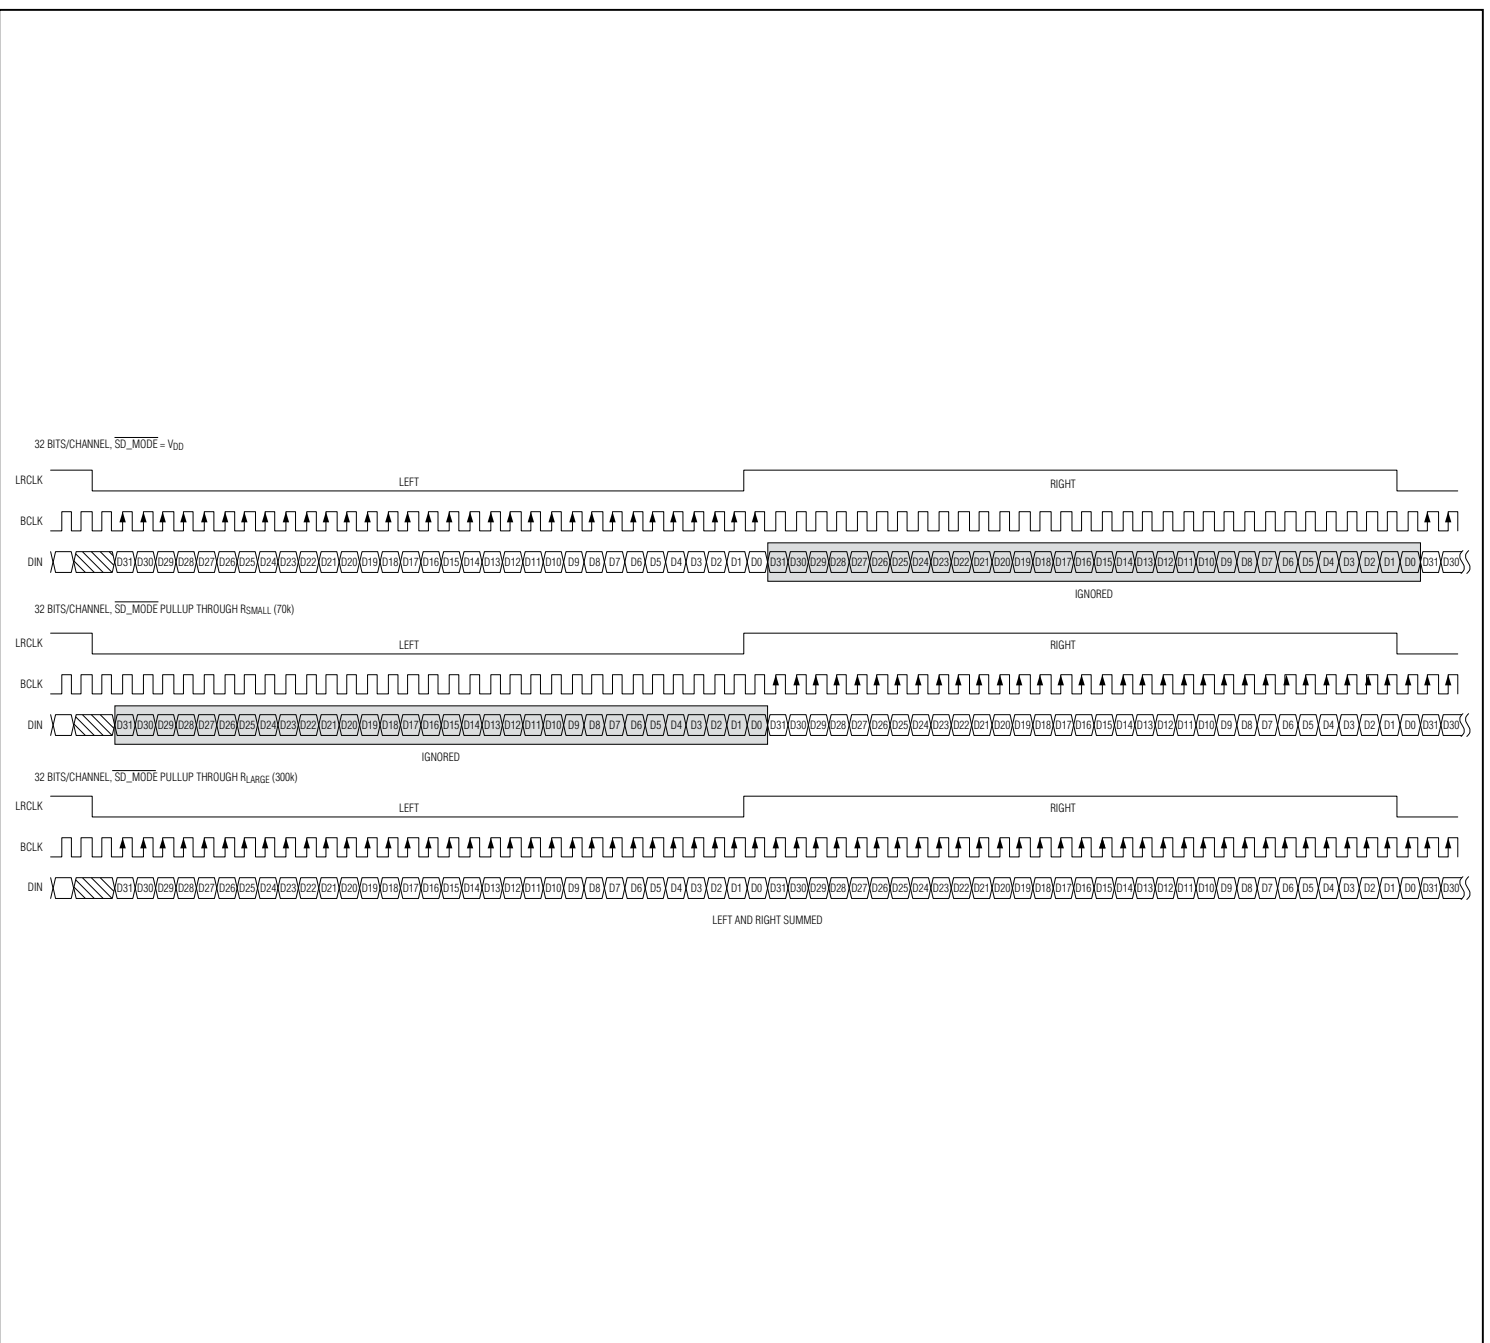 32 BITS/CHANNEL, SD_MODE = VDD
LRCLK LEFT RIGHT
BCLK
DIN D31 D30 D29 D28 D27 D26 D25 D24 D23 D22 D21 D20 D19 D18 D17 D16 D15 D14 D13 D12 D11 D10 D9 D8 D7 D6 D5 D4 D3 D2 D1 D0 D31 D30 D29 D28 D27 D26 D25 D24 D23 D22 D21 D20 D19 D18 D17 D16 D15 D14 D13 D12 D11 D10 D9 D8 D7 D6 D5 D4 D3 D2 D1 D0 D31 D30
IGNORED
32 BITS/CHANNEL, SD_MODE PULLUP THROUGH RSMALL (70k)
LRCLK LEFT RIGHT
BCLK
DIN D31 D30 D29 D28 D27 D26 D25 D24 D23 D22 D21 D20 D19 D18 D17 D16 D15 D14 D13 D12 D11 D10 D9 D8 D7 D6 D5 D4 D3 D2 D1 D0 D31 D30 D29 D28 D27 D26 D25 D24 D23 D22 D21 D20 D19 D18 D17 D16 D15 D14 D13 D12 D11 D10 D9 D8 D7 D6 D5 D4 D3 D2 D1 D0 D31 D30
IGNORED
32 BITS/CHANNEL, SD_MODE PULLUP THROUGH RLARGE (300k)
LRCLK LEFT RIGHT
BCLK
DIN D31 D30 D29 D28 D27 D26 D25 D24 D23 D22 D21 D20 D19 D18 D17 D16 D15 D14 D13 D12 D11 D10 D9 D8 D7 D6 D5 D4 D3 D2 D1 D0 D31 D30 D29 D28 D27 D26 D25 D24 D23 D22 D21 D20 D19 D18 D17 D16 D15 D14 D13 D12 D11 D10 D9 D8 D7 D6 D5 D4 D3 D2 D1 D0 D31 D30
LEFT AND RIGHT SUMMED